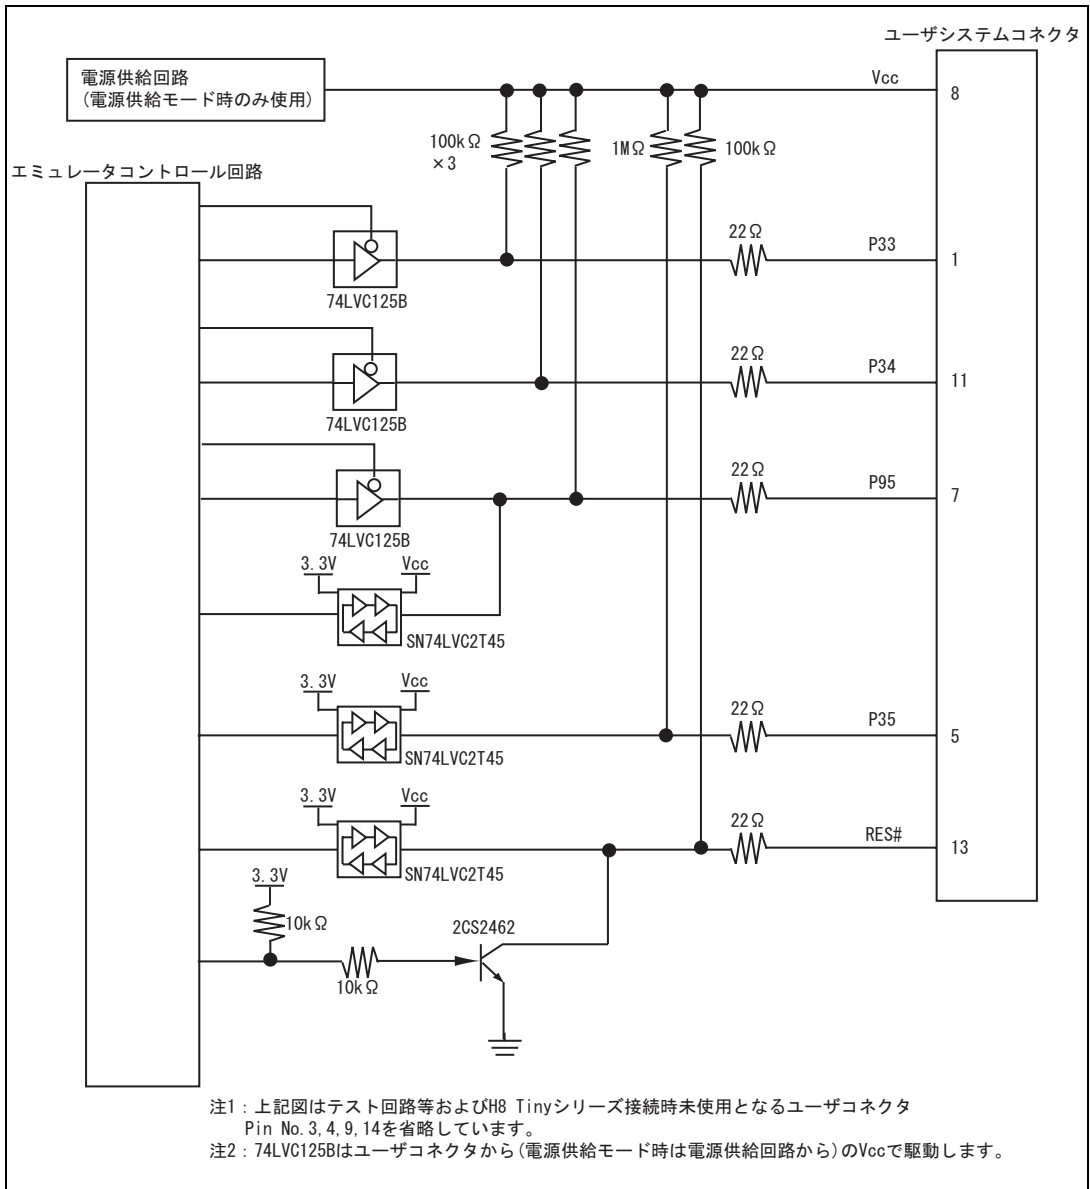 ユーザシステムコネクタ
電源供給回路
(電源供給モード時のみ使用)
Vcc
8
100kΩ
×3
1MΩ
100kΩ
エミュレータコントロール回路
22Ω
P33
1
74LVC125B
22Ω
P34
11
74LVC125B
22Ω
P95
7
74LVC125B
3.3V
Vcc
SN74LVC2T45
3.3V
Vcc
22Ω
P35
5
SN74LVC2T45
3.3V
Vcc
22Ω
RES#
13
SN74LVC2T45
3.3V
10kΩ
2CS2462
10kΩ
注1：上記図はテスト回路等およびH8 Tinyシリーズ接続時未使用となるユーザコネクタ
Pin No.3,4,9,14を省略しています。
注2：74LVC125Bはユーザコネクタから(電源供給モード時は電源供給回路から)のVccで駆動します。